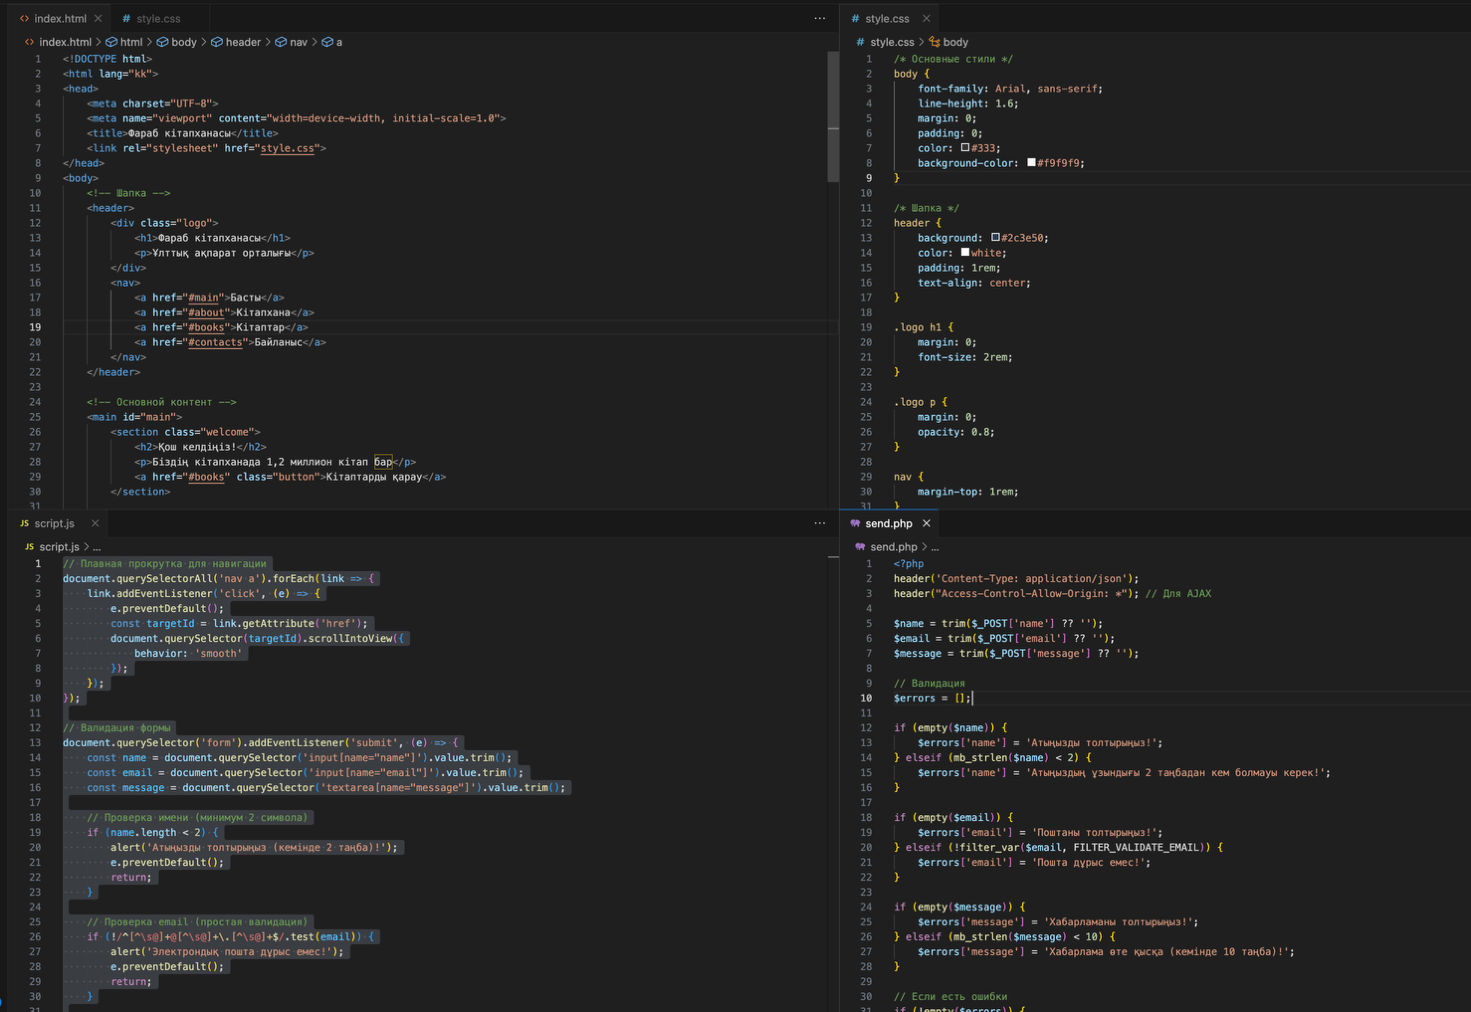 index.html
style.css
index.html > html > body > header > nav > a
1 <!DOCTYPE html>
2 <html lang="kk">
3 <head>
4 <meta charset="UTF-8">
5 <meta name="viewport" content="width=device-width, initial-scale=1.0">
6 <title>Фараб кітапханасы</title>
7 <link rel="stylesheet" href="style.css">
8 </head>
9 <body>
10 <!-- Шапка -->
11 <header>
12 <div class="logo">
13 <h1>Фараб кітапханасы</h1>
14 <p>Ұлттық ақпарат орталығы</p>
15 </div>
16 <nav>
17 <a href="#main">Басты</a>
18 <a href="#about">Кітапхана</a>
19 <a href="#books">Кітаптар</a>
20 <a href="#contacts">Байланыс</a>
21 </nav>
22 </header>
23
24 <!-- Основной контент -->
25 <main id="main">
26 <section class="welcome">
27 <h2>Қош келдіңіз!</h2>
28 <p>Біздің кітапханада 1,2 миллион кітап бар</p>
29 <a href="#books" class="button">Кітаптарды қарау</a>
30 </section>
31
style.css
style.css > body
1 /* Основные стили */
2 body {
3 font-family: Arial, sans-serif;
4 line-height: 1.6;
5 margin: 0;
6 padding: 0;
7 color: #333;
8 background-color: #f9f9f9;
9 }
10
11 /* Шапка */
12 header {
13 background: #2c3e50;
14 color: white;
15 padding: 1rem;
16 text-align: center;
17 }
18
19 .logo h1 {
20 margin: 0;
21 font-size: 2rem;
22 }
23
24 .logo p {
25 margin: 0;
26 opacity: 0.8;
27 }
28
29 nav {
30 margin-top: 1rem;
31 }
JS script.js
JS script.js > ...
1 // Плавная прокрутка для навигации
2 document.querySelectorAll('nav a').forEach(link => {
3 link.addEventListener('click', (e) => {
4 e.preventDefault();
5 const targetId = link.getAttribute('href');
6 document.querySelector(targetId).scrollIntoView({
7 behavior: 'smooth'
8 });
9 });
10 });
11
12 // Валидация формы
13 document.querySelector('form').addEventListener('submit', (e) => {
14 const name = document.querySelector('input[name="name"]').value.trim();
15 const email = document.querySelector('input[name="email"]').value.trim();
16 const message = document.querySelector('textarea[name="message"]').value.trim();
17
18 // Проверка имени (минимум 2 символа)
19 if (name.length < 2) {
20 alert('Атыңызды толтырыңыз (кемінде 2 таңба)!');
21 e.preventDefault();
22 return;
23 }
24
25 // Проверка email (простая валидация)
26 if (!/^[^\s@]+@[^\s@]+\.[^\s@]+$/.test(email)) {
27 alert('Электрондық пошта дұрыс емес!');
28 e.preventDefault();
29 return;
30 }
31
send.php
send.php > ...
1 <?php
2 header('Content-Type: application/json');
3 header("Access-Control-Allow-Origin: *"); // Для AJAX
4
5 $name = trim($_POST['name'] ?? '');
6 $email = trim($_POST['email'] ?? '');
7 $message = trim($_POST['message'] ?? '');
8
9 // Валидация
10 $errors = [];
11
12 if (empty($name)) {
13 $errors['name'] = 'Атыңызды толтырыңыз!';
14 } elseif (mb_strlen($name) < 2) {
15 $errors['name'] = 'Атыңыздың ұзындығы 2 таңбадан кем болмауы керек!';
16 }
17
18 if (empty($email)) {
19 $errors['email'] = 'Поштаны толтырыңыз!';
20 } elseif (!filter_var($email, FILTER_VALIDATE_EMAIL)) {
21 $errors['email'] = 'Пошта дұрыс емес!';
22 }
23
24 if (empty($message)) {
25 $errors['message'] = 'Хабарламаны толтырыңыз!';
26 } elseif (mb_strlen($message) < 10) {
27 $errors['message'] = 'Хабарлама өте қысқа (кемінде 10 таңба)!';
28 }
29
30 // Если есть ошибки
31 if (!empty($errors)) {